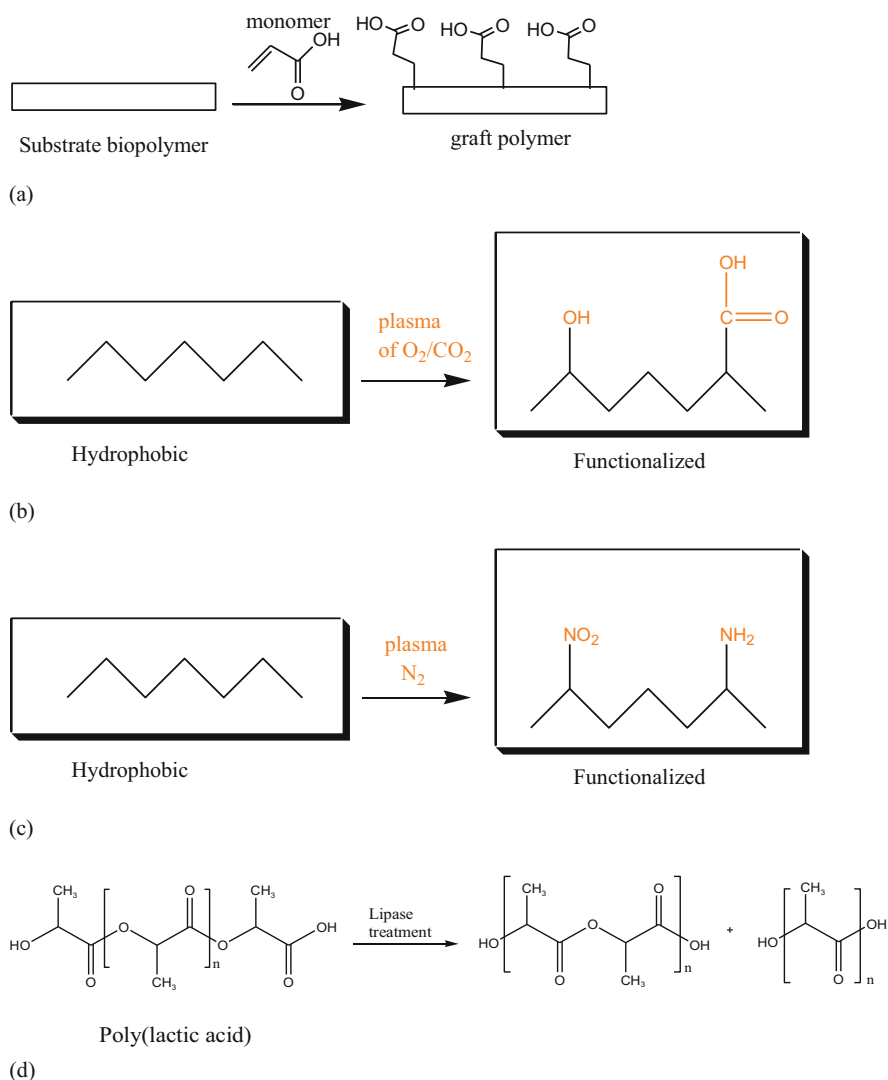 monomer
OH
O
HO
O
HO
O
HO
O
Substrate biopolymer
graft polymer
(a)
plasma
of O₂/CO₂
OH
OH
C
O
Hydrophobic
Functionalized
(b)
plasma
N₂
NO₂
NH₂
Hydrophobic
Functionalized
(c)
CH₃
O
CH₃
HO
O
O
OH
O
CH₃
n
O
Lipase
treatment
CH₃
O
HO
O
OH
O
CH₃
n
+
CH₃
HO
OH
O
n
Poly(lactic acid)
(d)